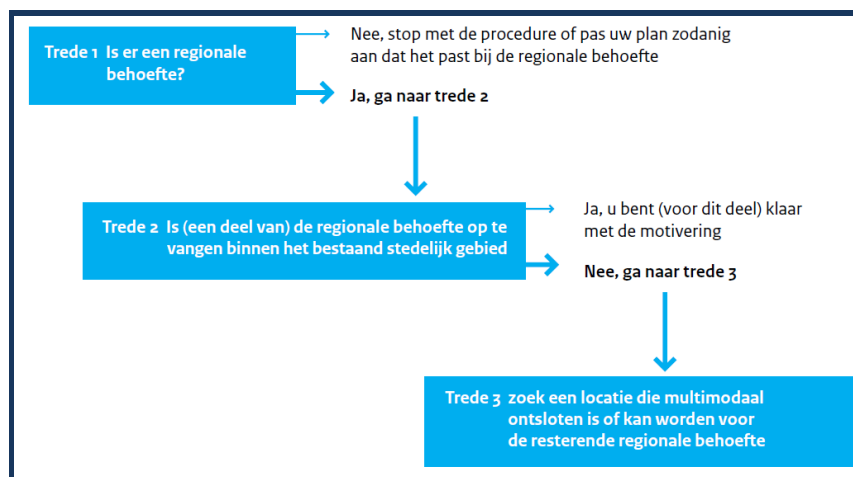 Trede 1 Is er een regionale
behoefte?
Nee, stop met de procedure of pas uw plan zodanig
aan dat het past bij de regionale behoefte
Ja, ga naar trede 2
Trede 2 Is (een deel van) de regionale behoefte op te
vangen binnen het bestaand stedelijk gebied
Ja, u bent (voor dit deel) klaar
met de motivering
Nee, ga naar trede 3
Trede 3 zoek een locatie die multimodaal
ontsloten is of kan worden voor
de resterende regionale behoefte